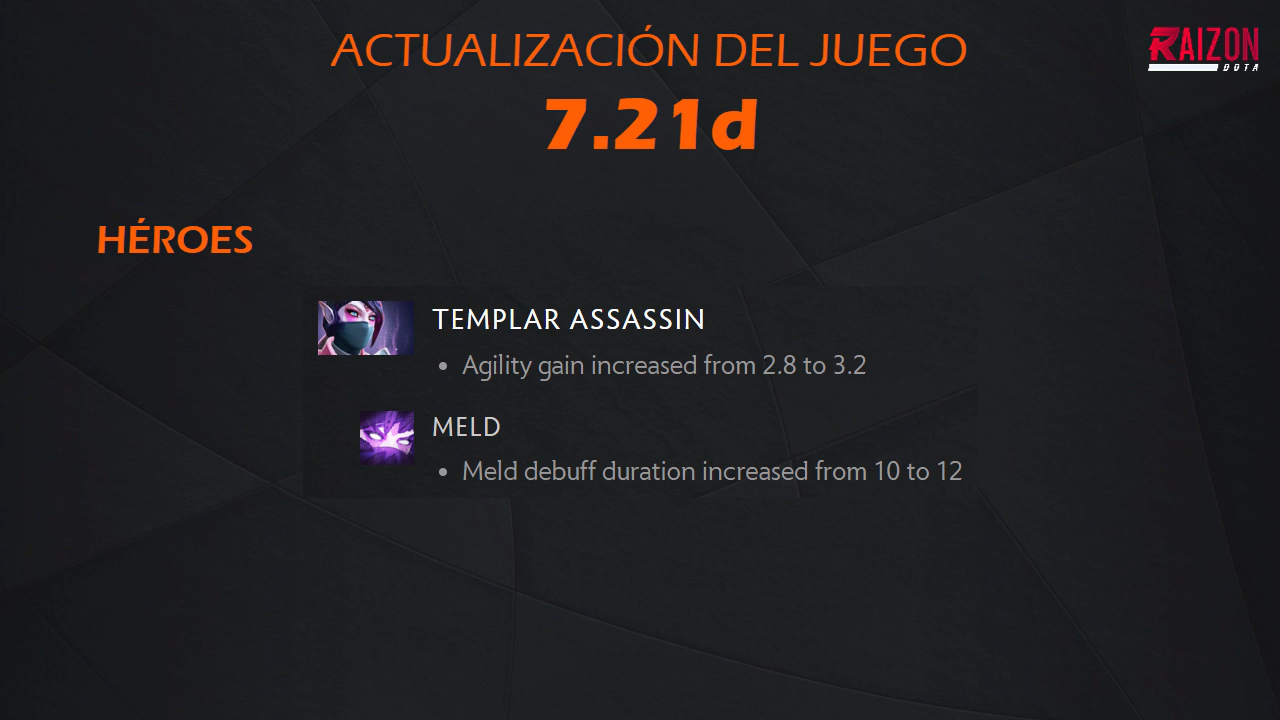 ACTUALIZACIÓN DEL JUEGO
RAIZON
DOTA
7.21d
HÉROES
TEMPLAR ASSASSIN
• Agility gain increased from 2.8 to 3.2
MELD
• Meld debuff duration increased from 10 to 12